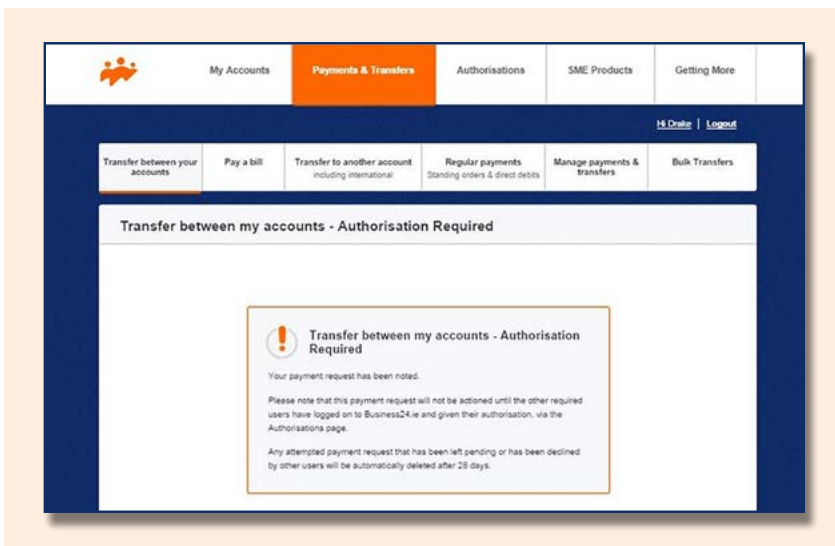 My Accounts
Payments & Transfers
Authorisations
SME Products
Getting More
Hi Drake | Logout
Transfer between your
accounts
Pay a bill
Transfer to another account
including international
Regular payments
Standing orders & direct debits
Manage payments &
transfers
Bulk Transfers
Transfer between my accounts - Authorisation Required
Transfer between my accounts - Authorisation
Required
Your payment request has been noted.
Please note that this payment request will not be actioned until the other required
users have logged on to Business24.ie and given their authorisation, via the
Authorisations page.
Any attempted payment request that has been left pending or has been declined
by other users will be automatically deleted after 28 days.